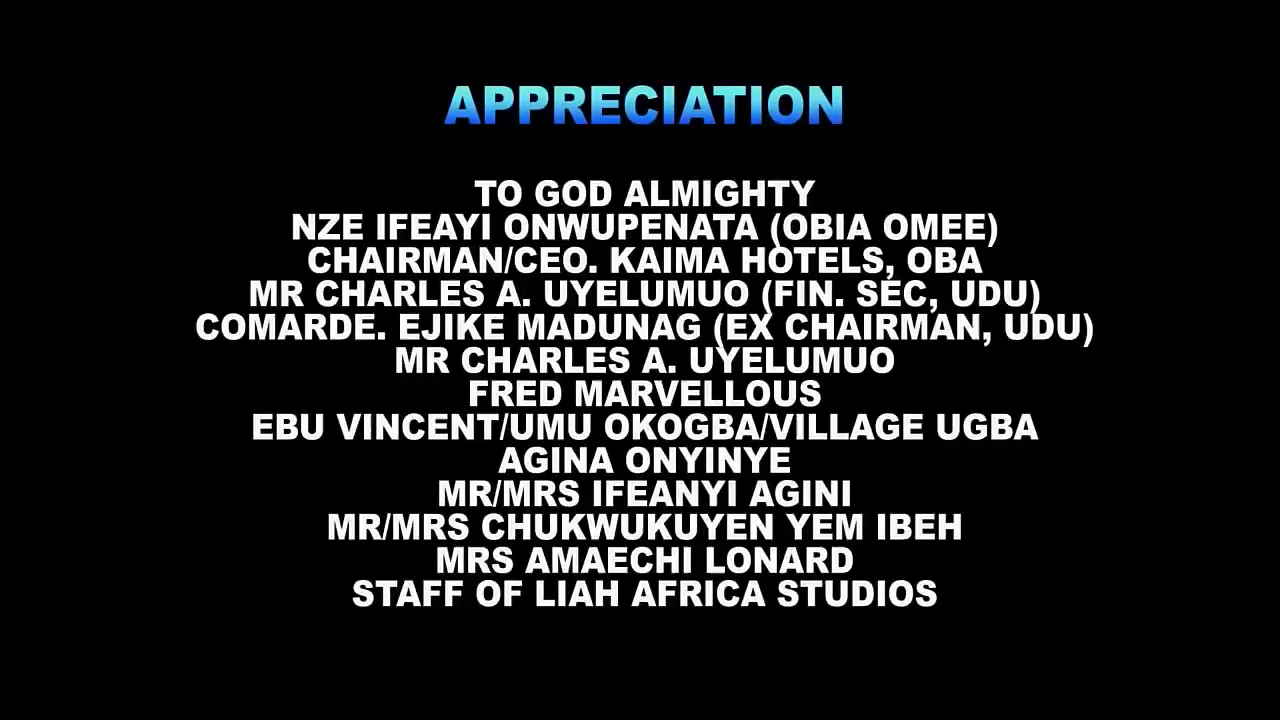 APPRECIATION
TO GOD ALMIGHTY
NZE IFEAYI ONWUPENATA (OBIA OMEE)
CHAIRMAN/CEO. KAIMA HOTELS, OBA
MR CHARLES A. UYELUMUO (FIN. SEC, UDU)
COMARDE. EJIKE MADUNAG (EX CHAIRMAN, UDU)
MR CHARLES A. UYELUMUO
FRED MARVELLOUS
EBU VINCENT/UMU OKOGBA/VILLAGE UGBA
AGINA ONYINYE
MR/MRS IFEANYI AGINI
MR/MRS CHUKWUKUYEN YEM IBEH
MRS AMAECHI LONARD
STAFF OF LIAH AFRICA STUDIOS